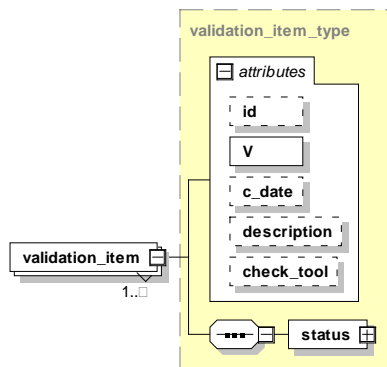 validation_item_type
attributes
id
V
c_date
description
check_tool
validation_item
1..□
status